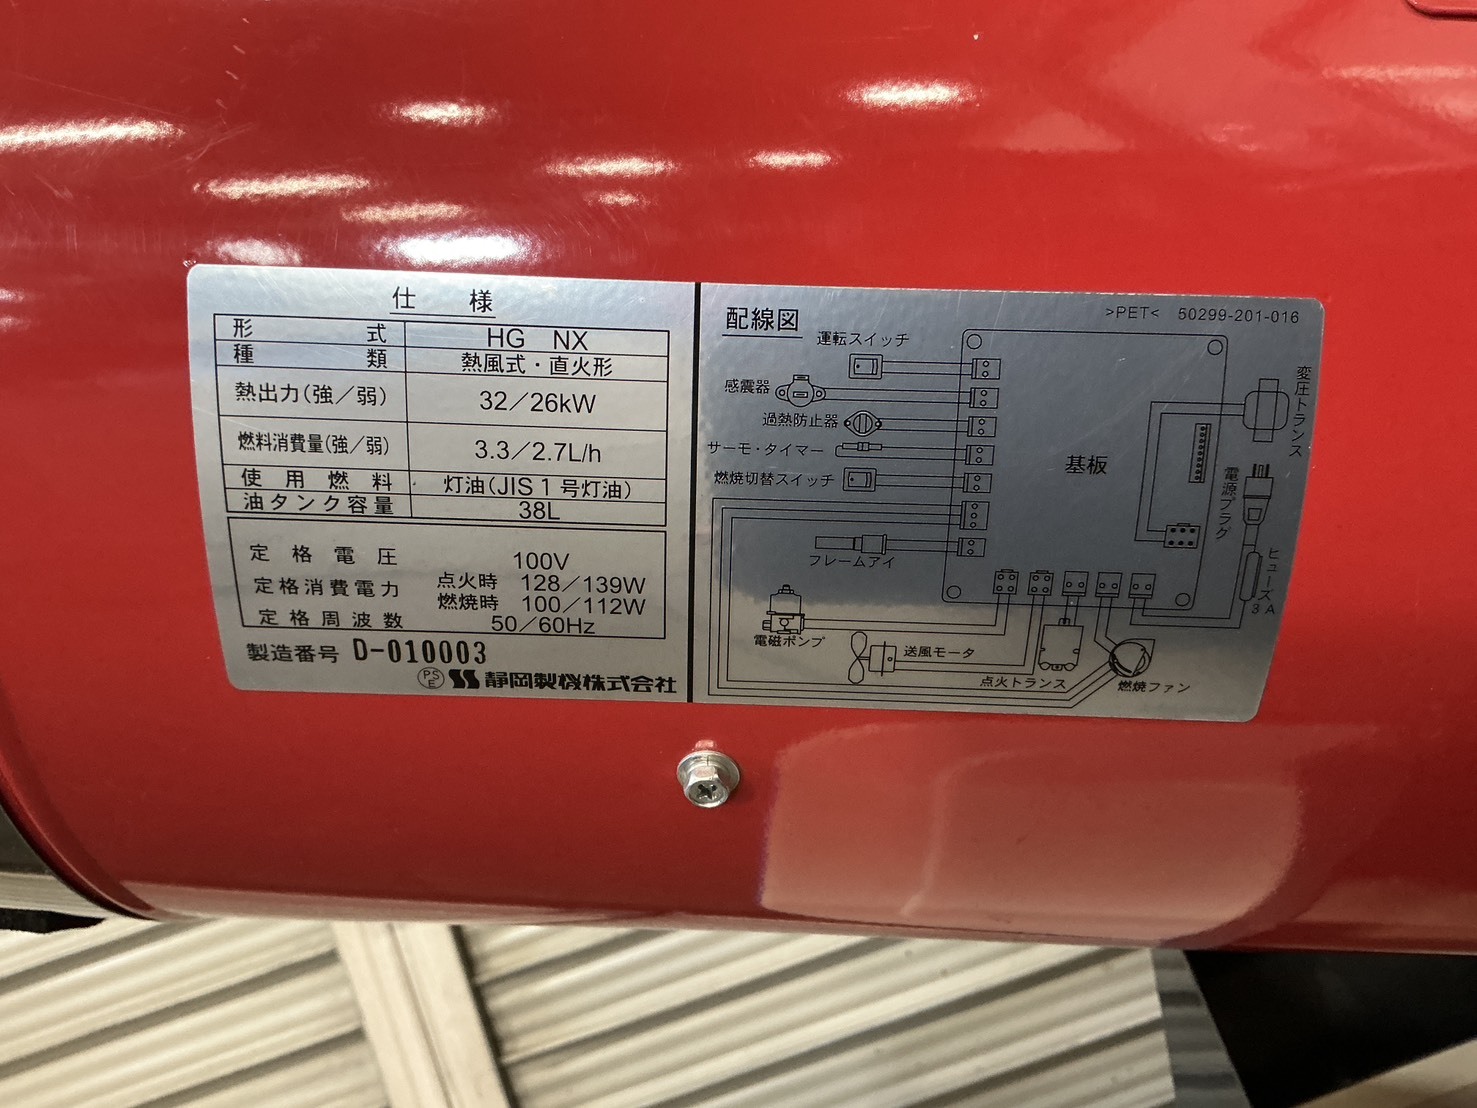 仕 様
形 式 HG NX
種 類 熱風式・直火形
熱出力(強/弱) 32/26kW
燃料消費量(強/弱) 3.3/2.7L/h
使用燃料 灯油(JIS1号灯油)
油タンク容量 38L
定格電圧 100V
定格消費電力 点火時 128/139W
燃焼時 100/112W
定格周波数 50/60Hz
製造番号 D-010003
PSE 静岡製機株式会社
配線図
>PET< 50299-201-016
運転スイッチ
感震器
過熱防止器
サーモ・タイマー
燃焼切替スイッチ
フレームアイ
電磁ポンプ
送風モータ
点火トランス
燃焼ファン
基板
変圧トランス
電源プラグ
ヒューズ3A